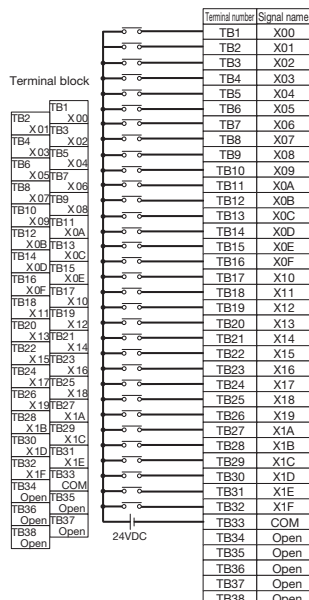 Terminal block
TB1
X00
TB2
X01
TB3
X02
TB4
X03
TB5
X04
TB6
X05
TB7
X06
TB8
X07
TB9
X08
TB10
X09
TB11
X0A
TB12
X0B
TB13
X0C
TB14
X0D
TB15
X0E
TB16
X0F
TB17
X10
TB18
X11
TB19
X12
TB20
X13
TB21
X14
TB22
X15
TB23
X16
TB24
X17
TB25
X18
TB26
X19
TB27
X1A
TB28
X1B
TB29
X1C
TB30
X1D
TB31
X1E
TB32
X1F
TB33
COM
TB34
Open
TB35
Open
TB36
Open
TB37
Open
TB38
Open
24VDC
Terminal number Signal name
TB1 X00
TB2 X01
TB3 X02
TB4 X03
TB5 X04
TB6 X05
TB7 X06
TB8 X07
TB9 X08
TB10 X09
TB11 X0A
TB12 X0B
TB13 X0C
TB14 X0D
TB15 X0E
TB16 X0F
TB17 X10
TB18 X11
TB19 X12
TB20 X13
TB21 X14
TB22 X15
TB23 X16
TB24 X17
TB25 X18
TB26 X19
TB27 X1A
TB28 X1B
TB29 X1C
TB30 X1D
TB31 X1E
TB32 X1F
TB33 COM
TB34 Open
TB35 Open
TB36 Open
TB37 Open
TB38 Open